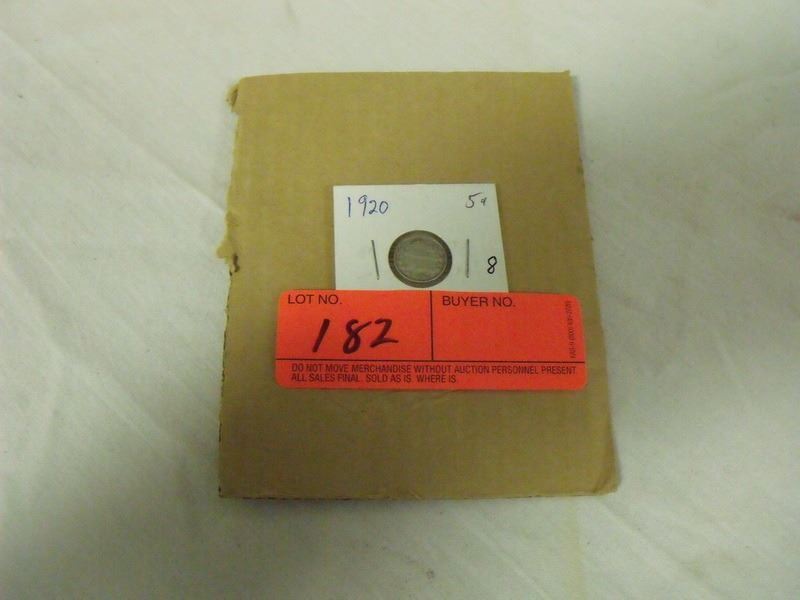 1920 5¢
8
LOT NO. BUYER NO.
182
DO NOT MOVE MERCHANDISE WITHOUT AUCTION PERSONNEL PRESENT.
ALL SALES FINAL. SOLD AS IS. WHERE IS.